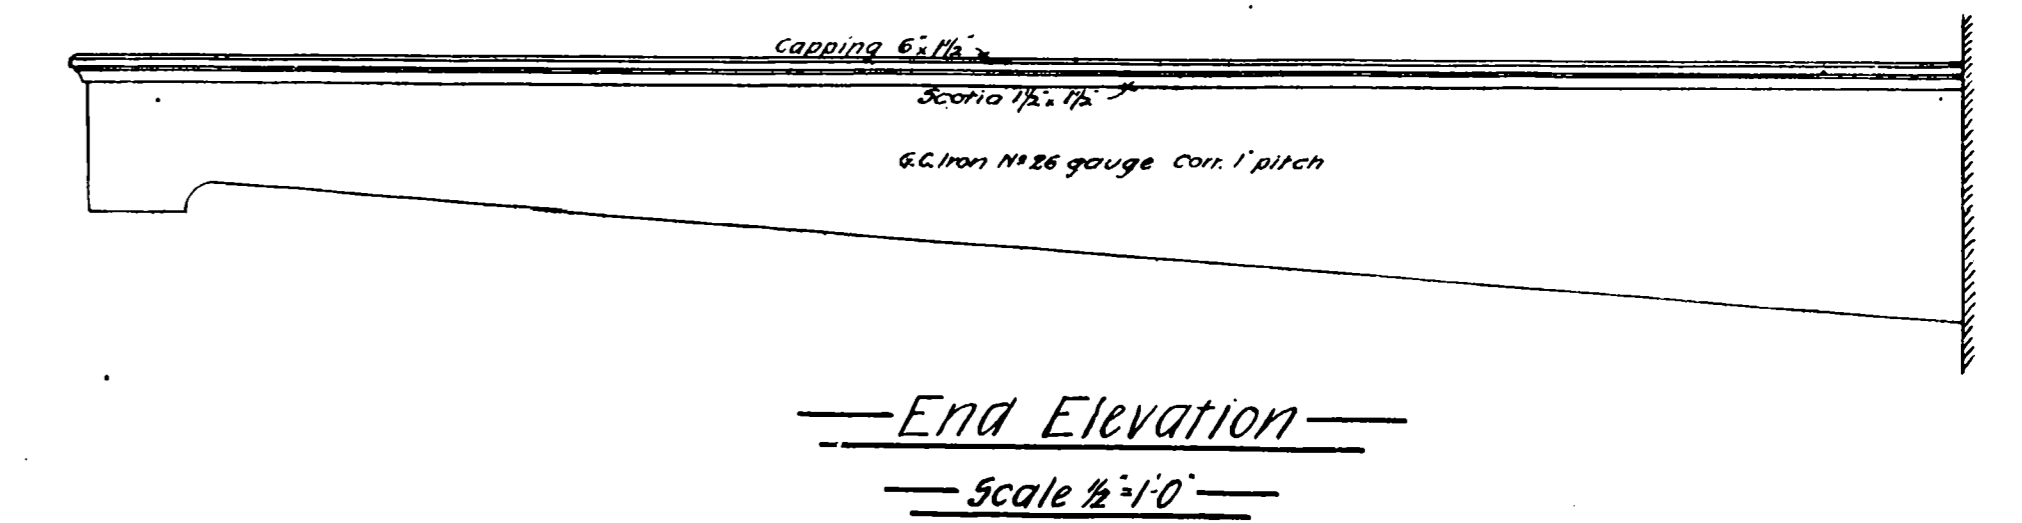 Capping 6" x 1½"
Scotia 1½" x 1½"
G.C. Iron Nº 26 gauge Corr. 1" pitch
End Elevation
Scale ½" = 1'-0"